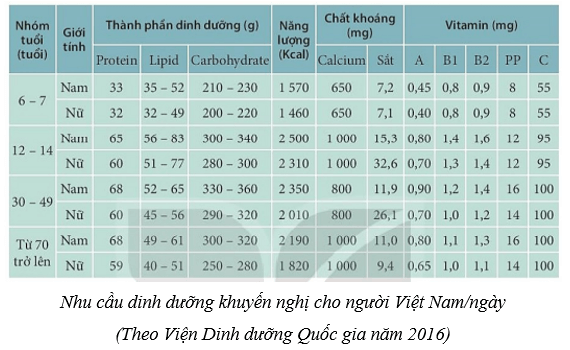 Nhóm tuổi (tuổi) Giới tính Thành phần dinh dưỡng (g) Năng lượng (Kcal) Chất khoáng (mg) Vitamin (mg)
Protein Lipid Carbohydrate Calcium Sắt A B1 B2 PP C
6 – 7 Nam 33 35 – 52 210 – 230 1 570 650 7,2 0,45 0,8 0,9 8 55
Nữ 32 32 – 49 200 – 220 1 460 650 7,1 0,40 0,8 0,9 8 55
12 – 14 Nam 65 56 – 83 300 – 340 2 500 1 000 15,3 0,80 1,4 1,6 12 95
Nữ 60 51 – 77 280 – 300 2 310 1 000 32,6 0,70 1,3 1,4 12 95
30 – 49 Nam 68 52 – 65 330 – 360 2 350 800 11,9 0,90 1,2 1,4 16 100
Nữ 60 45 – 56 290 – 320 2 010 800 26,1 0,70 1,0 1,2 14 100
Từ 70 trở lên Nam 68 49 – 61 300 – 320 2 190 1 000 11,0 0,80 1,1 1,3 16 100
Nữ 59 40 – 51 250 – 280 1 820 1 000 9,4 0,65 1,0 1,1 14 100
Nhu cầu dinh dưỡng khuyến nghị cho người Việt Nam/ngày
(Theo Viện Dinh dưỡng Quốc gia năm 2016)